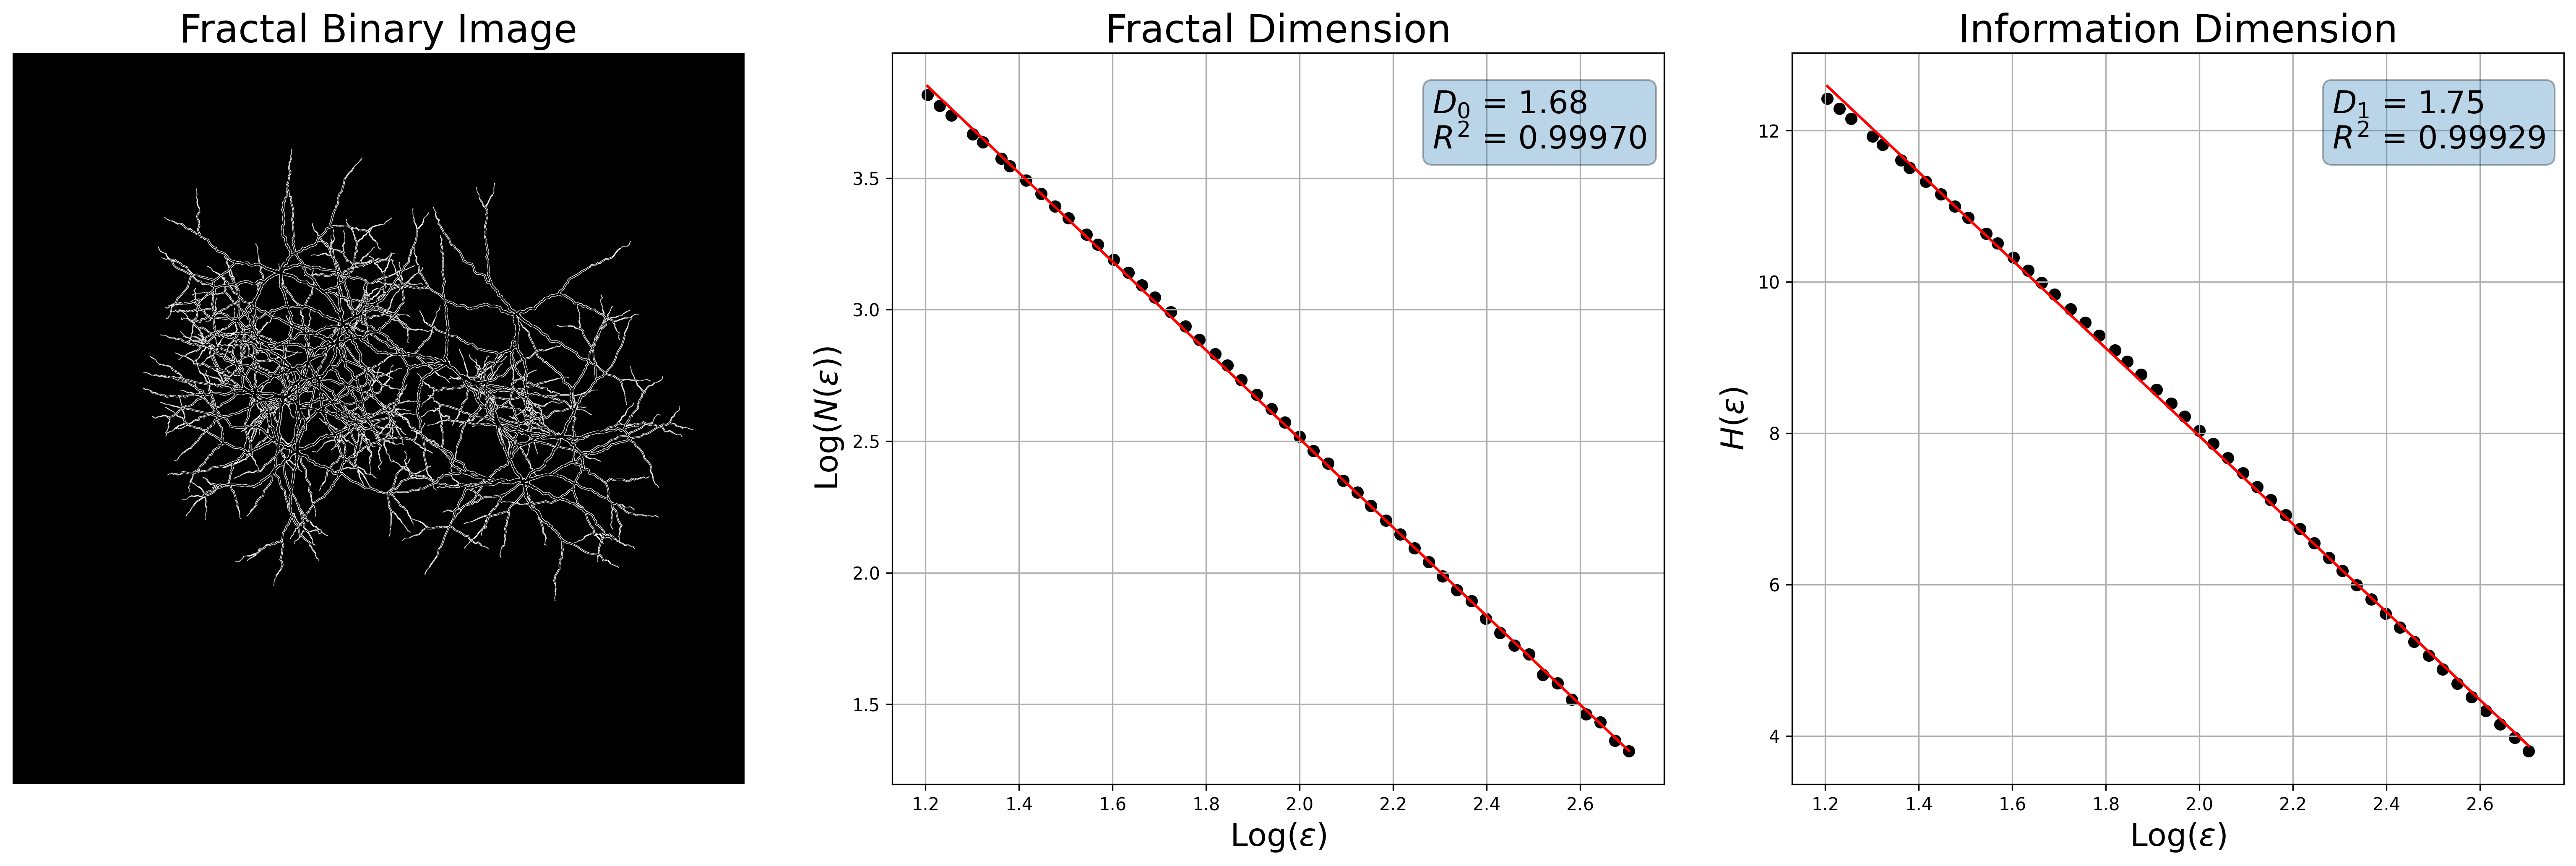 Fractal Binary Image
Fractal Dimension
D₀ = 1.68
R² = 0.99970
3.5
3.0
2.5
2.0
1.5
Log(N(ε))
1.2 1.4 1.6 1.8 2.0 2.2 2.4 2.6
Log(ε)
Information Dimension
D₁ = 1.75
R² = 0.99929
12
10
8
6
4
H(ε)
1.2 1.4 1.6 1.8 2.0 2.2 2.4 2.6
Log(ε)